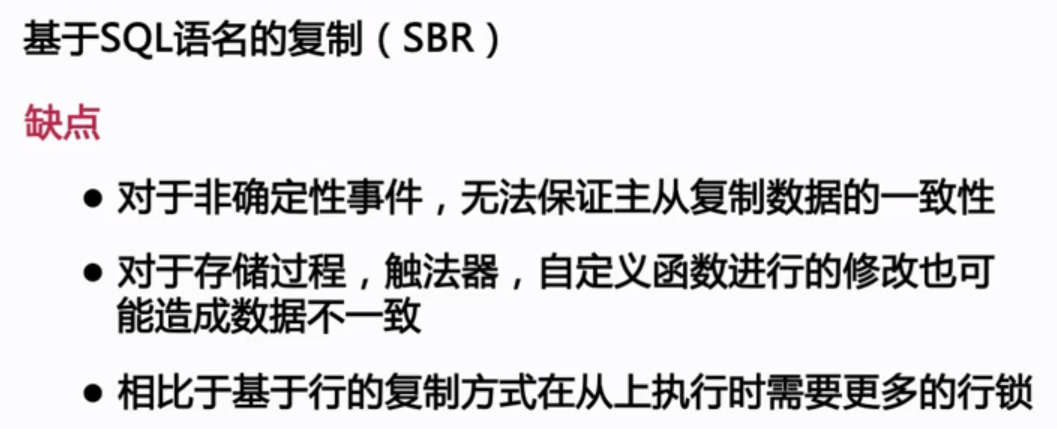 基于SQL语名的复制（SBR）
缺点
● 对于非确定性事件，无法保证主从复制数据的一致性
● 对于存储过程，触法器，自定义函数进行的修改也可
能造成数据不一致
● 相比于基于行的复制方式在从上执行时需要更多的行锁